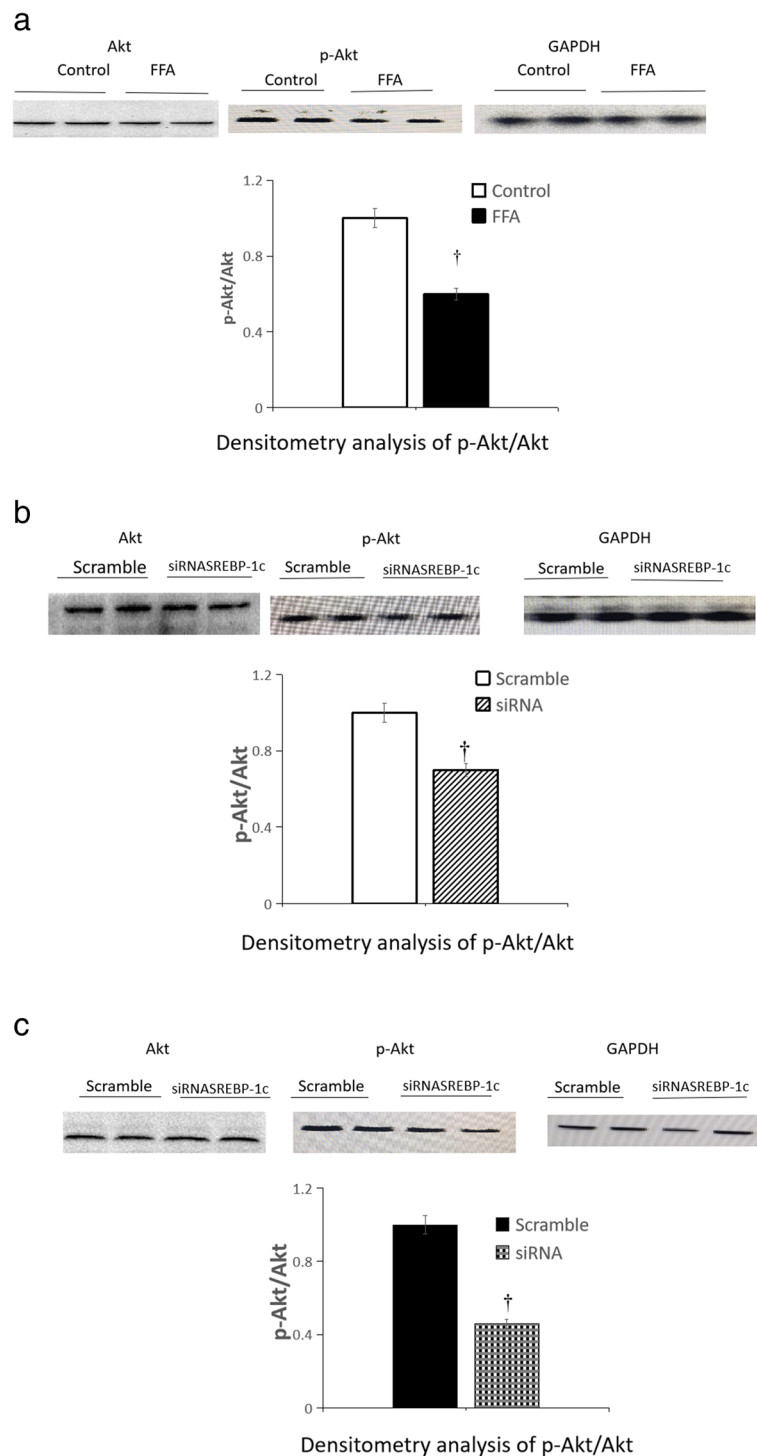 a
Akt
p-Akt
GAPDH
Control FFA
Control FFA
Control FFA
1.2
Control
FFA
0.8
†
p-Akt/Akt
0.4
0
Densitometry analysis of p-Akt/Akt
b
Akt
p-Akt
GAPDH
Scramble siRNASREBP-1c
Scramble siRNASREBP-1c
Scramble siRNASREBP-1c
1.2
Scramble
siRNA
0.8
†
p-Akt/Akt
0.4
0
Densitometry analysis of p-Akt/Akt
c
Akt
p-Akt
GAPDH
Scramble siRNASREBP-1c
Scramble siRNASREBP-1c
Scramble siRNASREBP-1c
1.2
Scramble
siRNA
0.8
†
p-Akt/Akt
0.4
0
Densitometry analysis of p-Akt/Akt